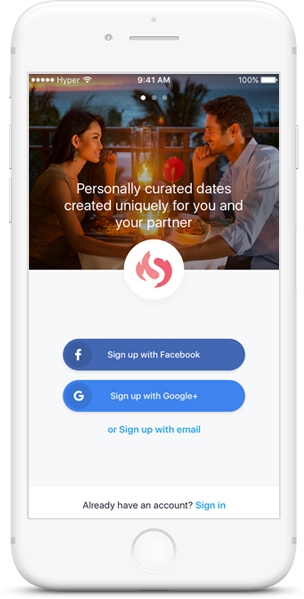 Hyper 9:41 AM 100%
Personally curated dates
created uniquely for you and
your partner
S
f Sign up with Facebook
G Sign up with Google+
or Sign up with email
Already have an account? Sign in